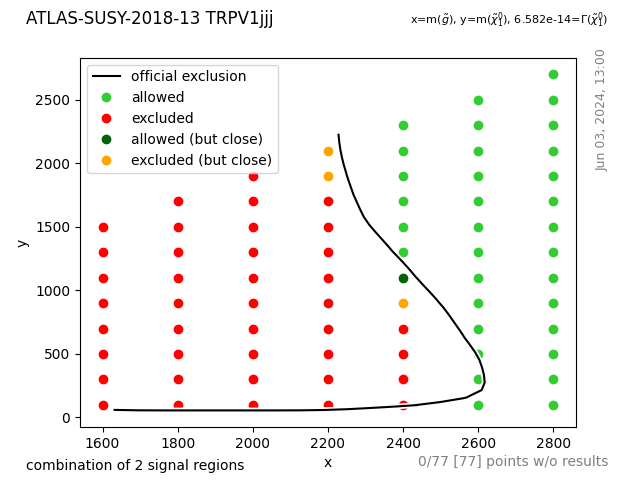 ATLAS-SUSY-2018-13 TRPV1jjj
x=m(g̃), y=m(χ̃₁⁰), 6.582e-14=Γ(χ̃₁⁰)
Jun 03, 2024, 13:00
official exclusion
allowed
excluded
allowed (but close)
excluded (but close)
2500
2000
1500
1000
500
0
y
1600 1800 2000 2200 2400 2600 2800
x
combination of 2 signal regions
0/77 [77] points w/o results